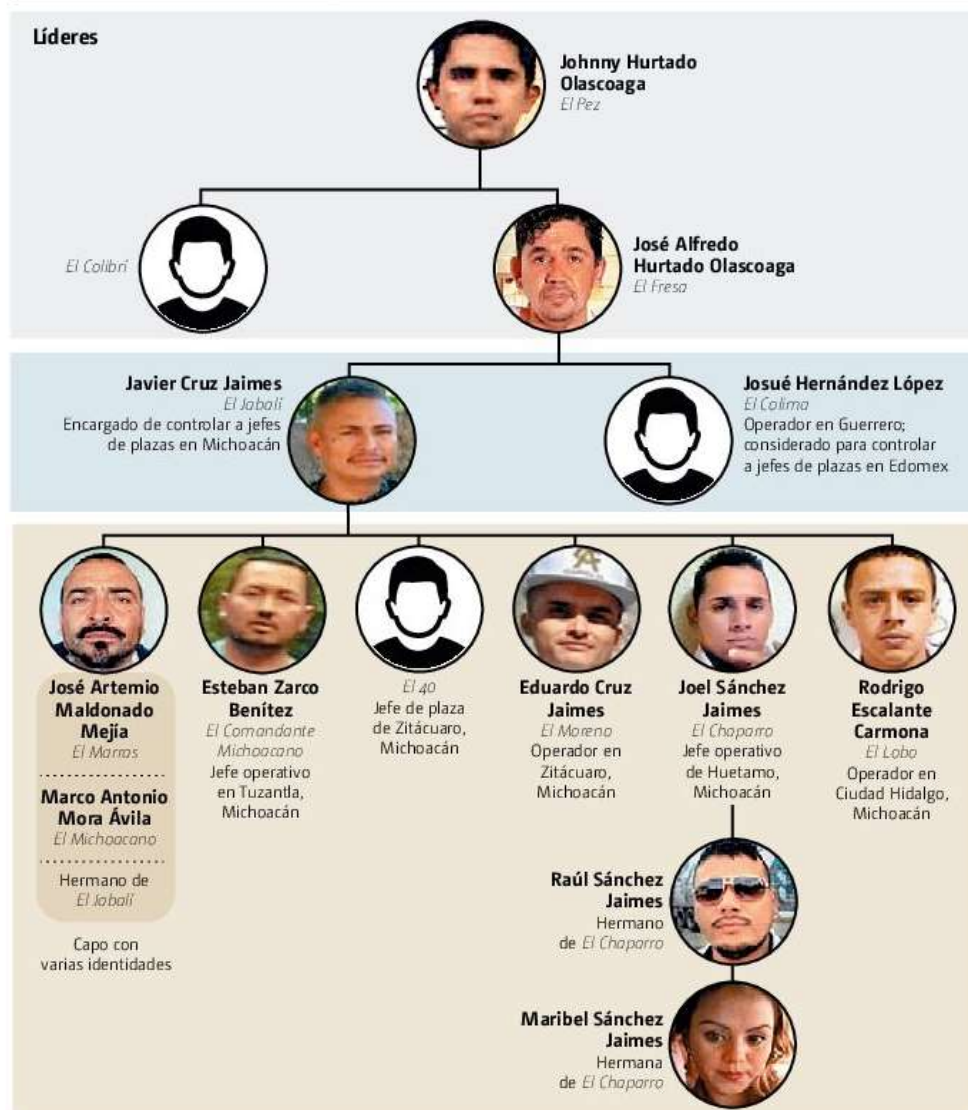 Líderes
Johnny Hurtado
Olascoaga
El Pez
El Colibrí
José Alfredo
Hurtado Olascoaga
El Fresa
Javier Cruz Jaimes
El Jabalí
Encargado de controlar a jefes
de plazas en Michoacán
Josué Hernández López
El Colima
Operador en Guerrero;
considerado para controlar
a jefes de plazas en Edomex
José Artemio
Maldonado
Mejía
El Marras
Marco Antonio
Mora Ávila
El Michoacano
Hermano de
El Jabalí
Capo con
varias identidades
Esteban Zarco
Benítez
El Comandante
Michoacano
Jefe operativo
en Tuzantla,
Michoacán
El 40
Jefe de plaza
de Zitácuaro,
Michoacán
Eduardo Cruz
Jaimes
El Moreno
Operador en
Zitácuaro,
Michoacán
Joel Sánchez
Jaimes
El Chaparro
Jefe operativo
de Huetamo,
Michoacán
Rodrigo
Escalante
Carmona
El Lobo
Operador en
Ciudad Hidalgo,
Michoacán
Raúl Sánchez
Jaimes
Hermano
de El Chaparro
Maribel Sánchez
Jaimes
Hermana
de El Chaparro